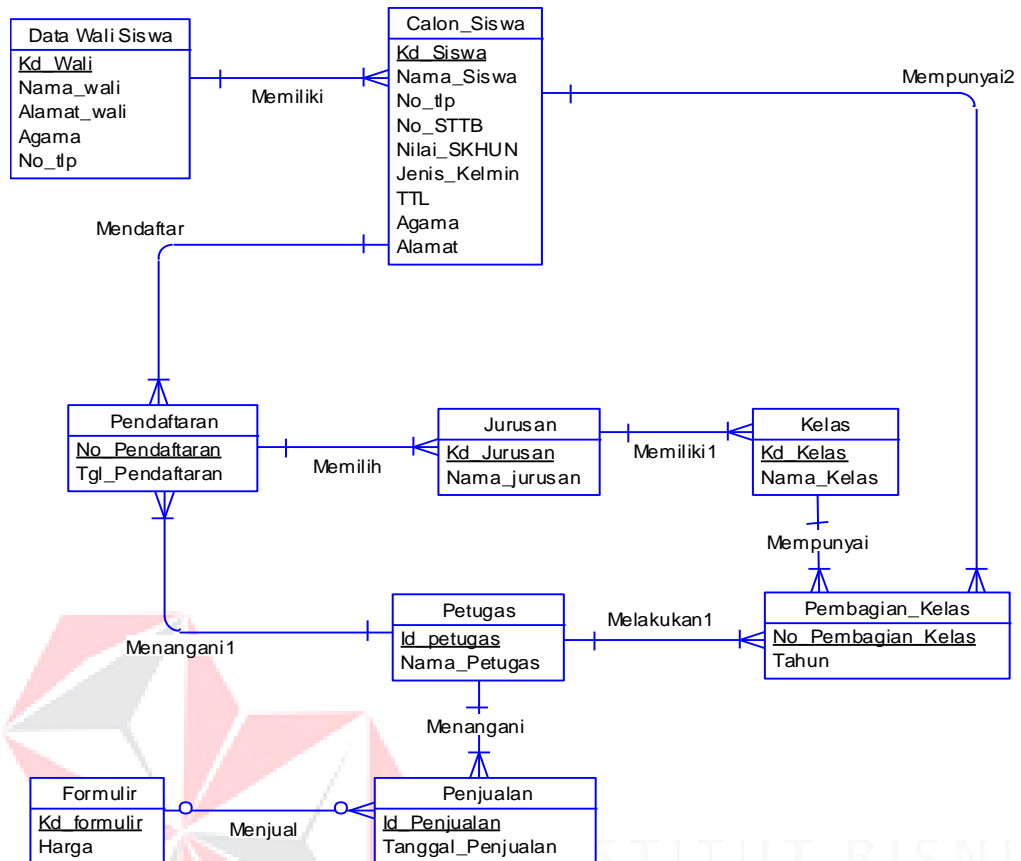 Data Wali Siswa
Kd_Wali
Nama_wali
Alamat_wali
Agama
No_tlp
Memiliki
Calon_Siswa
Kd_Siswa
Nama_Siswa
No_tlp
No_STTB
Nilai_SKHUN
Jenis_Kelmin
TTL
Agama
Alamat
Mempunyai2
Mendaftar
Pendaftaran
No_Pendaftaran
Tgl_Pendaftaran
Memilih
Jurusan
Kd_Jurusan
Nama_jurusan
Memiliki1
Kelas
Kd_Kelas
Nama_Kelas
Mempunyai
Menangani1
Petugas
Id_petugas
Nama_Petugas
Melakukan1
Pembagian_Kelas
No_Pembagian_Kelas
Tahun
Menangani
Formulir
Kd_formulir
Harga
Menjual
Penjualan
Id_Penjualan
Tanggal_Penjualan
TITUT BISNI